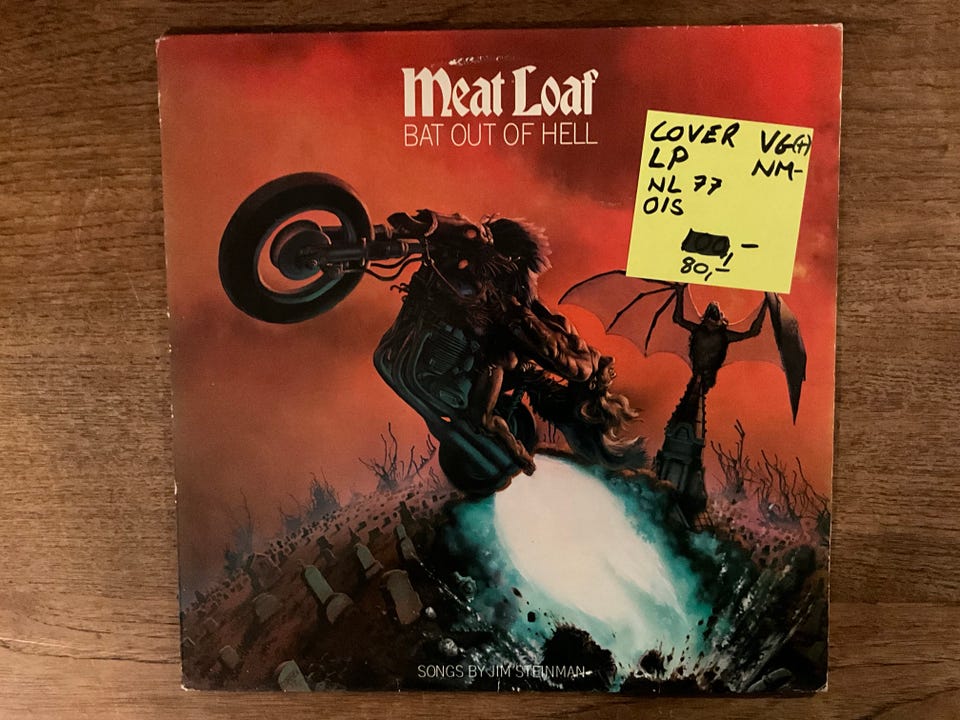 Meat Loaf
BAT OUT OF HELL
COVER VG(+)
LP NM-
NL 77
OIS
100,-
80,-
SONGS BY JIM STEINMAN